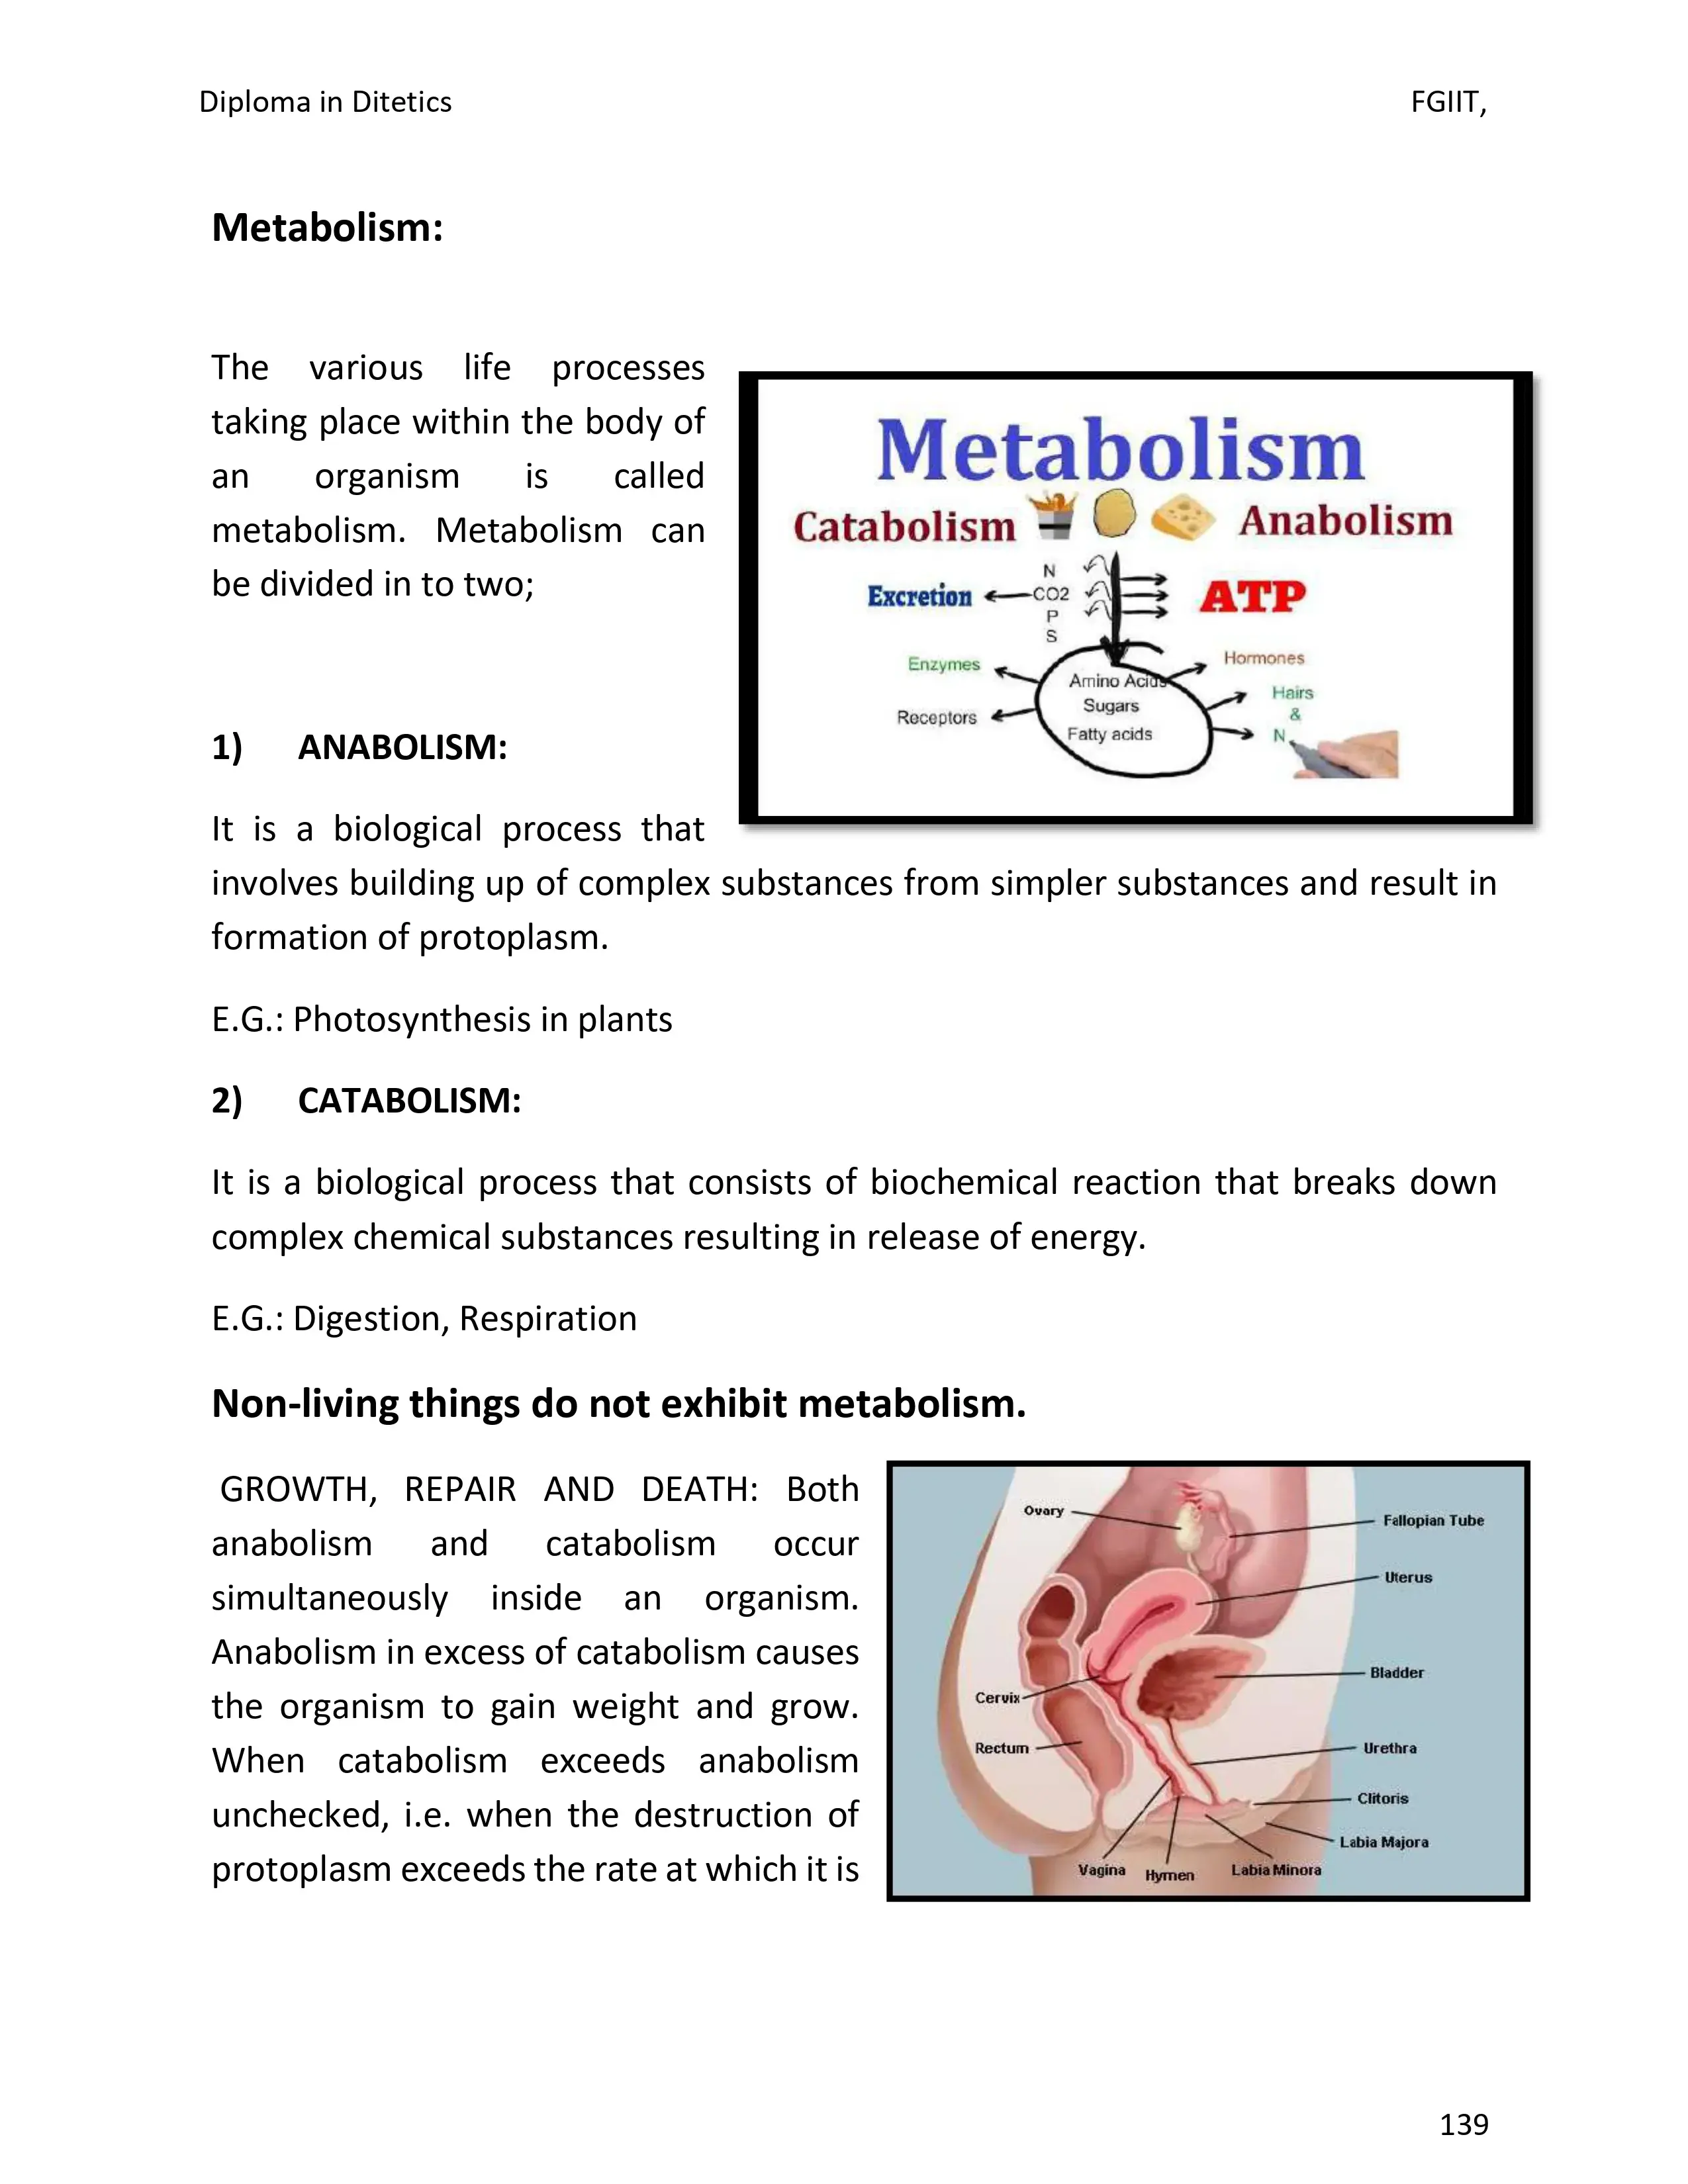 Diploma in Ditetics
FGIIT,
Metabolism:
The various life processes
taking place within the body of
an organism is called
metabolism. Metabolism can
be divided in to two;
Metabolism
Catabolism
Anabolism
Excretion
N
CO2
P
S
ATP
Enzymes
Hormones
Amino Acids
Sugars
Fatty acids
Receptors
Hairs
&
N
1) ANABOLISM:
It is a biological process that
involves building up of complex substances from simpler substances and result in
formation of protoplasm.
E.G.: Photosynthesis in plants
2) CATABOLISM:
It is a biological process that consists of biochemical reaction that breaks down
complex chemical substances resulting in release of energy.
E.G.: Digestion, Respiration
Non-living things do not exhibit metabolism.
GROWTH, REPAIR AND DEATH: Both
anabolism and catabolism occur
simultaneously inside an organism.
Anabolism in excess of catabolism causes
the organism to gain weight and grow.
When catabolism exceeds anabolism
unchecked, i.e. when the destruction of
protoplasm exceeds the rate at which it is
Ovary
Fallopian Tube
Uterus
Bladder
Cervix
Rectum
Urethra
Clitoris
Labia Majora
Vagina
Hymen
Labia Minora
139